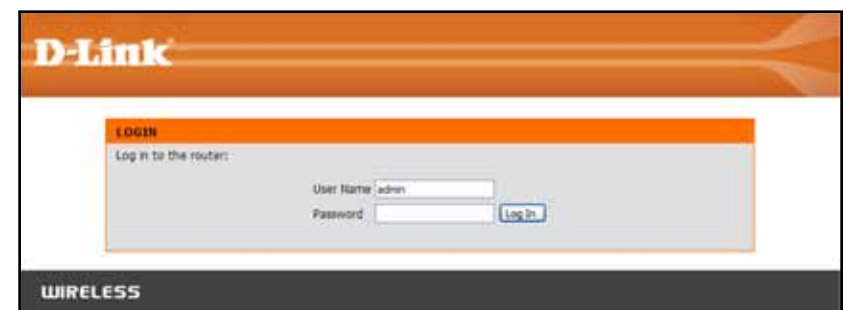 D-Link
LOGIN
Log in to the router:
User Name admin
Password Log In
WIRELESS